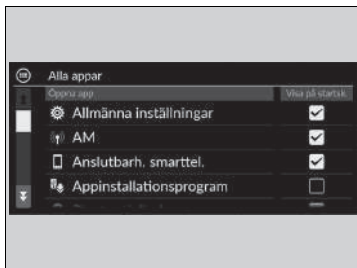 Alla appar
Öppna app
Visa på startsk.
Allmänna inställningar
AM
Anslutbarh. smarttel.
Appinstallationsprogram